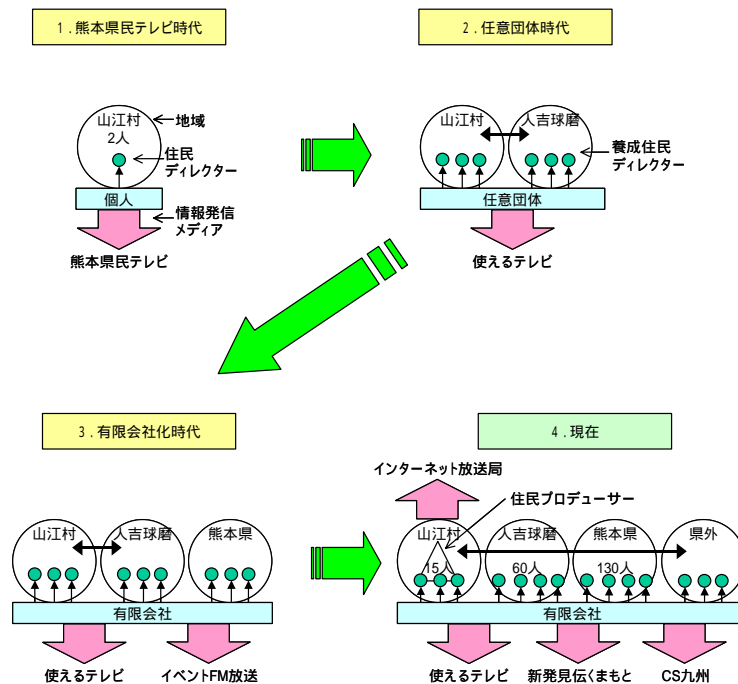 1．熊本県民テレビ時代
2．任意団体時代
山江村
2人
地域
住民
ディレクター
個人
情報発信
メディア
熊本県民テレビ
山江村
人吉球磨
養成住民
ディレクター
任意団体
使えるテレビ
3．有限会社化時代
4．現在
山江村
人吉球磨
熊本県
有限会社
使えるテレビ
イベントFM放送
インターネット放送局
住民プロデューサー
山江村
人吉球磨
熊本県
県外
15人
60人
130人
有限会社
使えるテレビ
新発見伝くまもと
CS九州